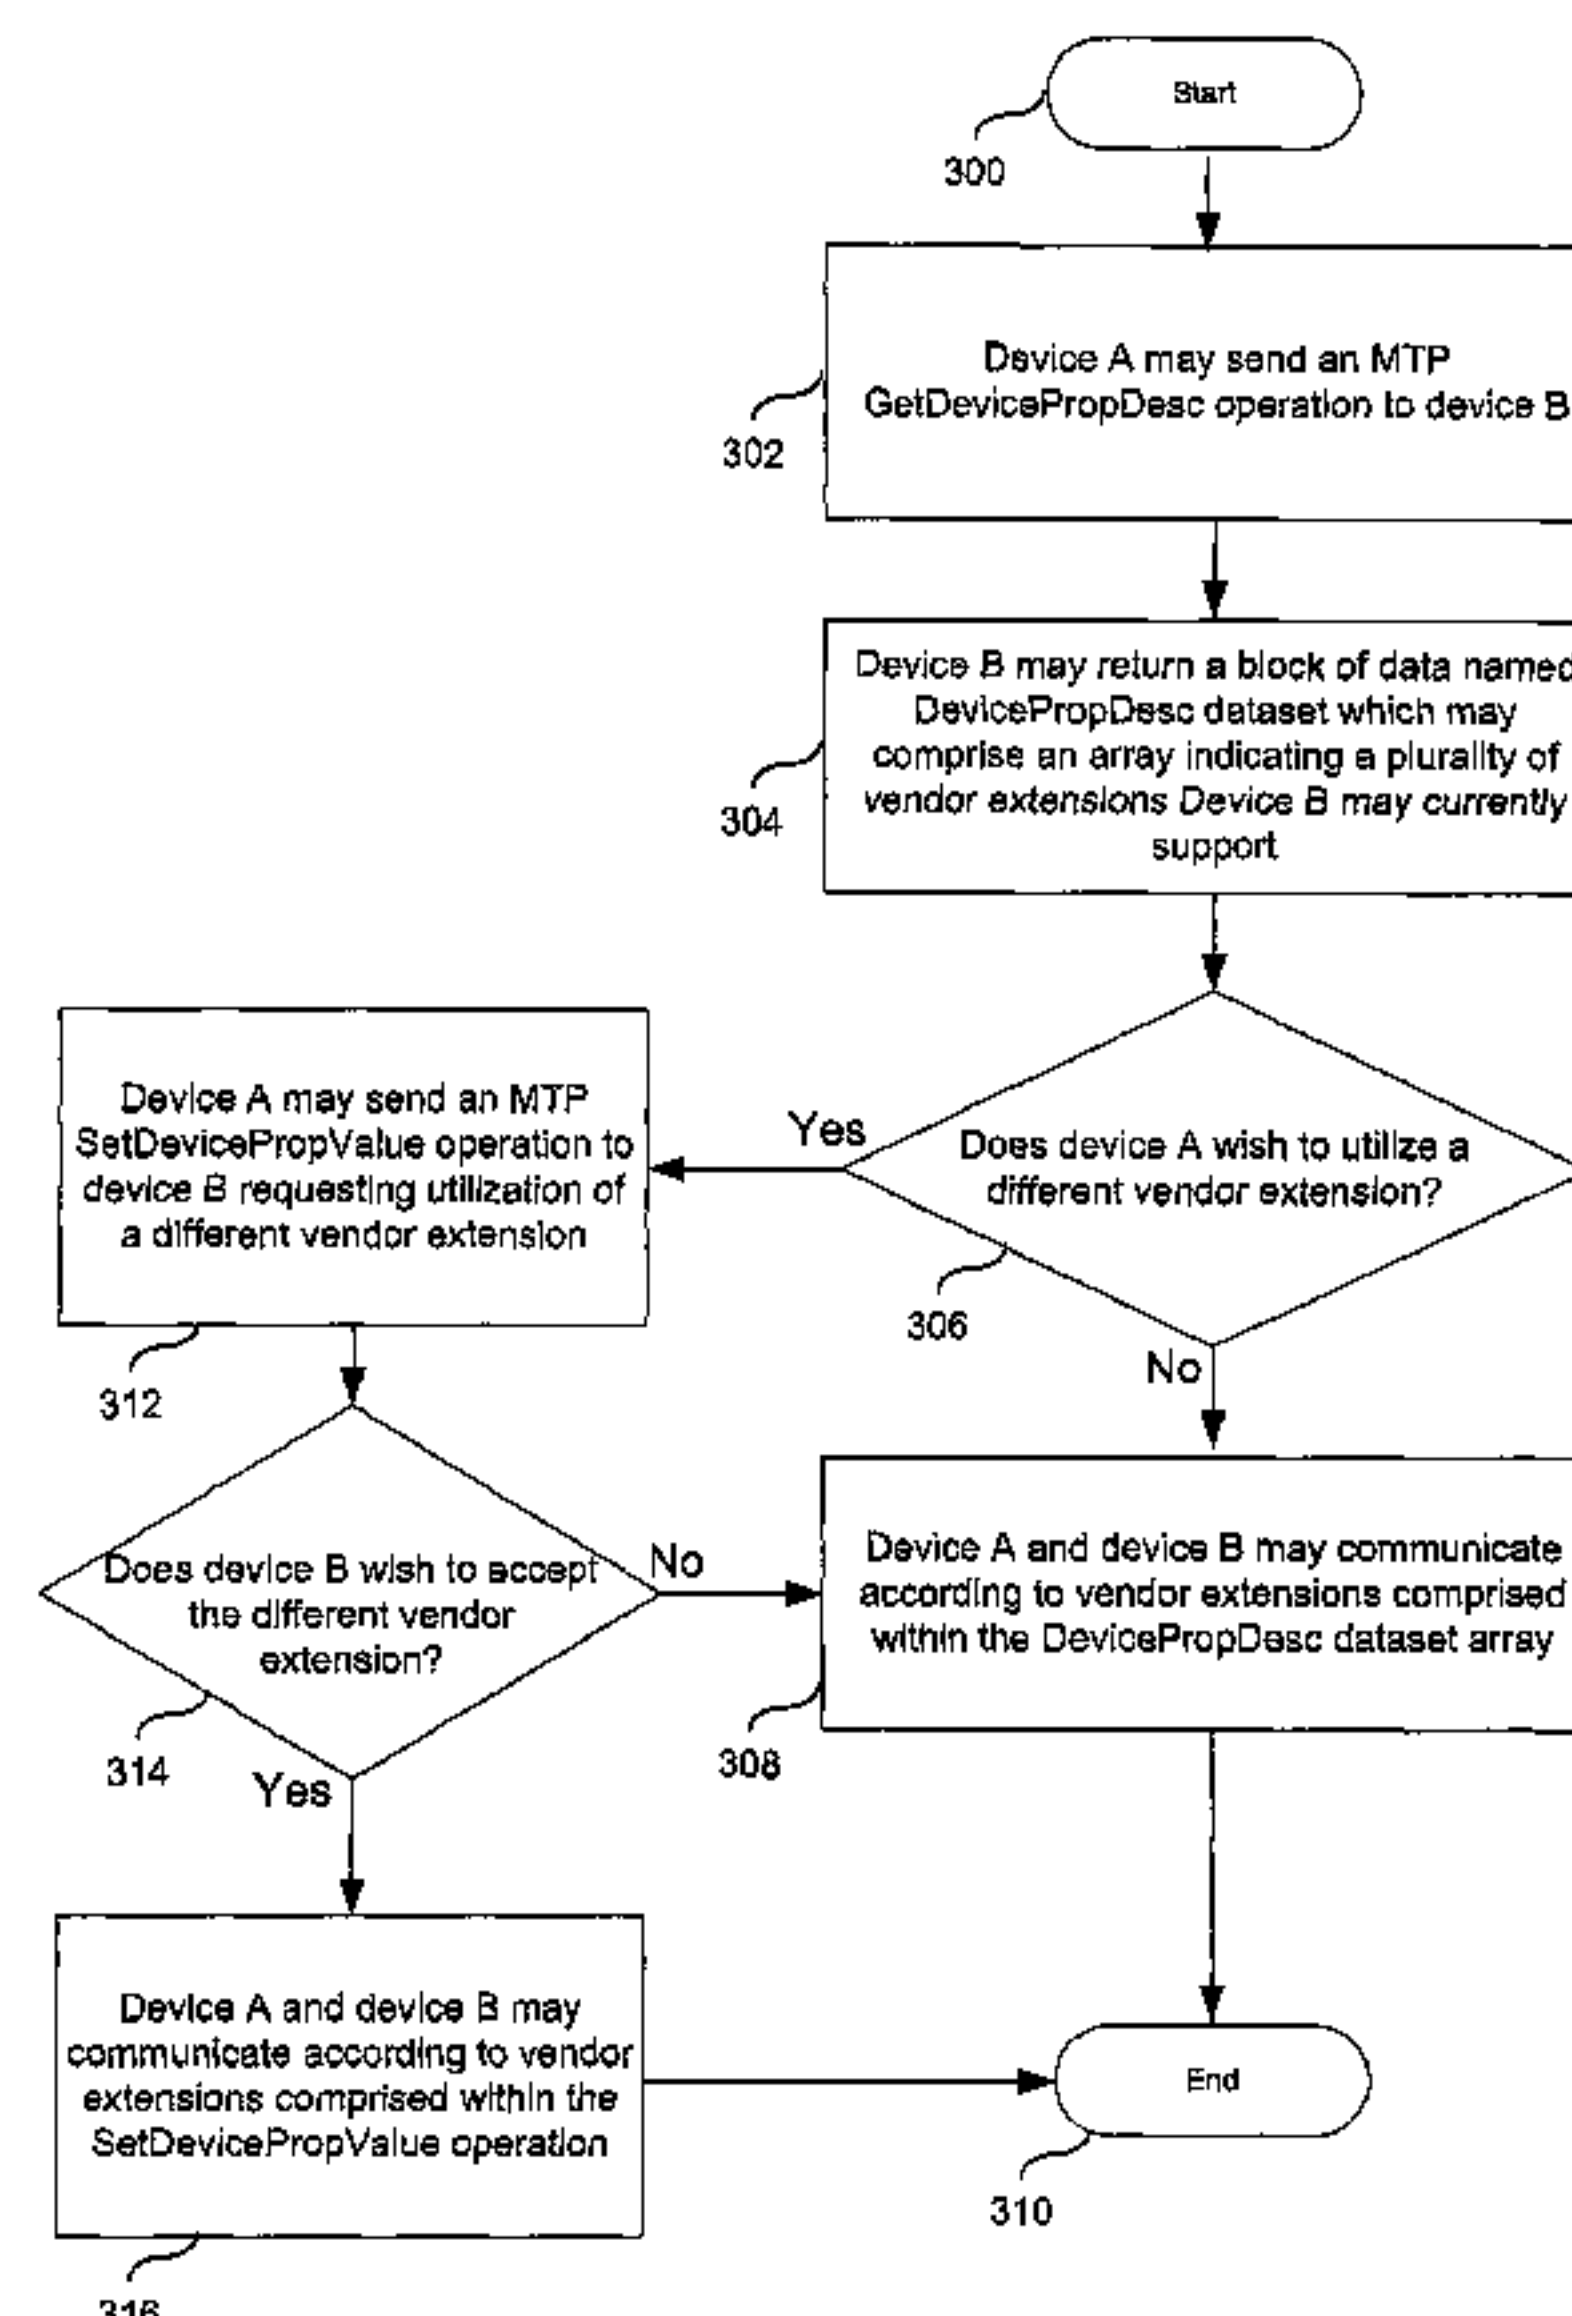 Start
300
Device A may send an MTP
GetDevicePropDesc operation to device B
302
Device B may return a block of data named
DevicePropDesc dataset which may
comprise an array indicating a plurality of
vendor extensions Device B may currently
support
304
Does device A wish to utilize a
different vendor extension?
Yes
306
No
Device A may send an MTP
SetDevicePropValue operation to
device B requesting utilization of
a different vendor extension
312
Does device B wish to accept
the different vendor
extension?
No
314
Yes
Device A and device B may communicate
according to vendor extensions comprised
within the DevicePropDesc dataset array
308
Device A and device B may
communicate according to vendor
extensions comprised within the
SetDevicePropValue operation
316
End
310